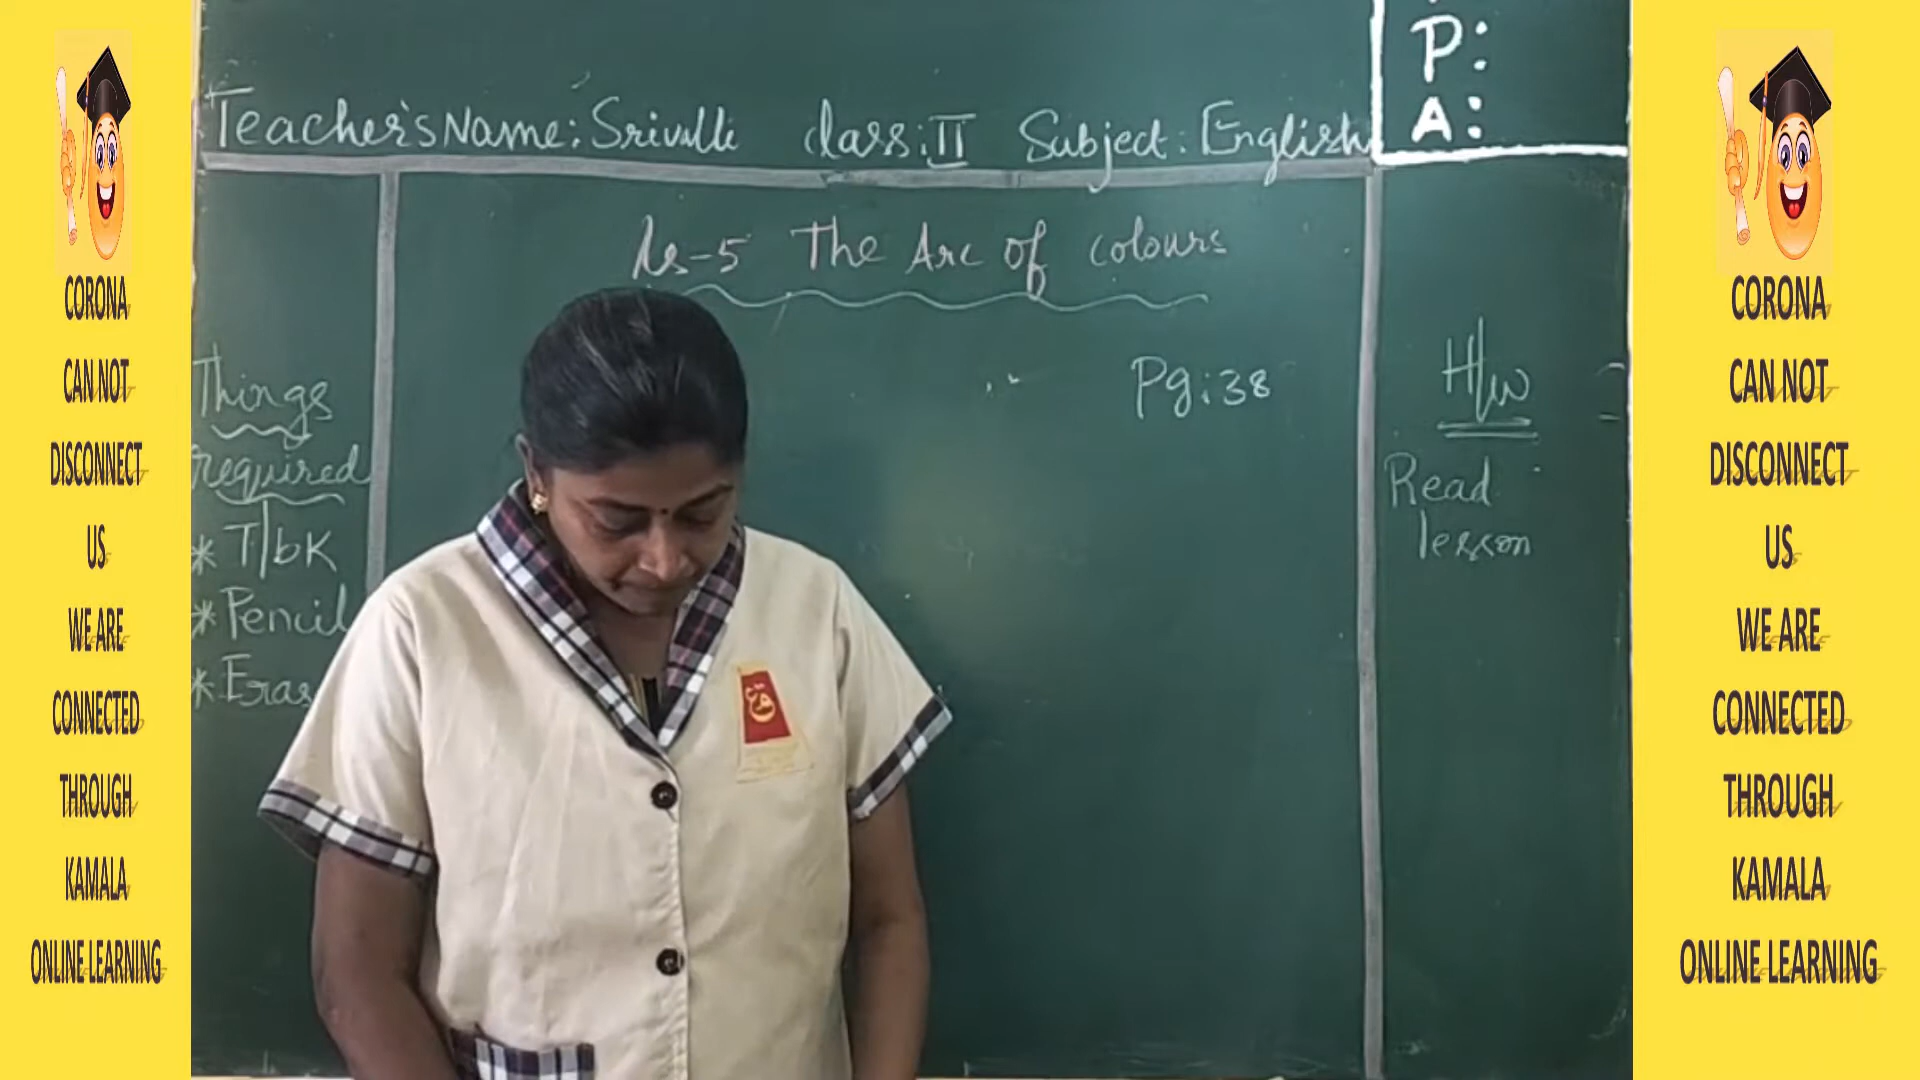 CORONA
CAN NOT
DISCONNECT
US
WE ARE
CONNECTED
THROUGH
KAMALA
ONLINE LEARNING
P:
A:
Teacher's Name: Srivalli class: II Subject: English
Ls-5 The Arc of colours
Pg: 38
Things
required
* T/bK
* Pencil
* Eras
H/w
Read
lesson
CORONA
CAN NOT
DISCONNECT
US
WE ARE
CONNECTED
THROUGH
KAMALA
ONLINE LEARNING